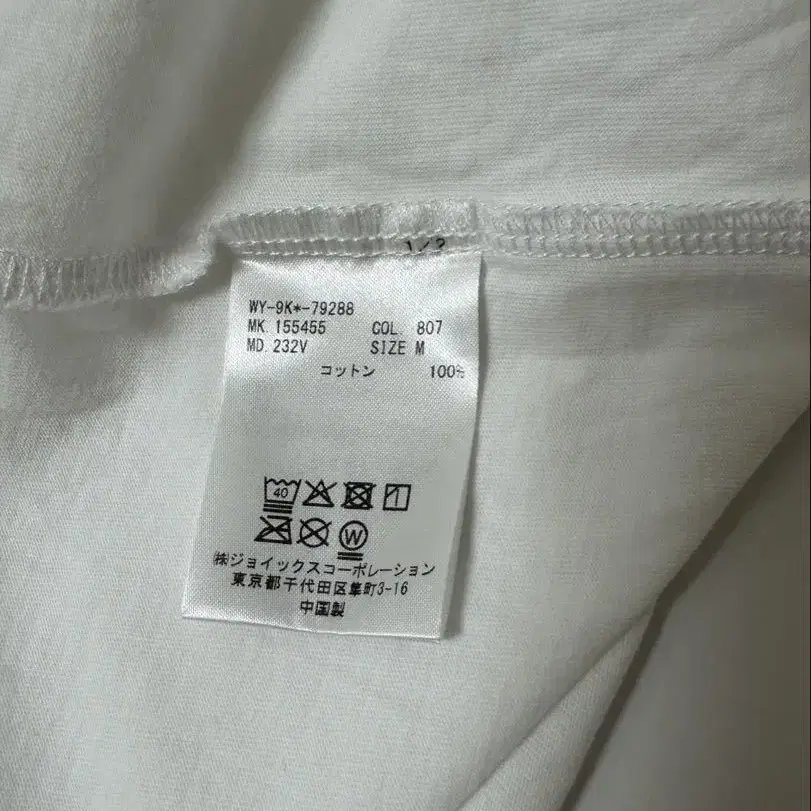 1/2
WY-9K*-79288
MK. 155455 COL. 807
MD. 232V SIZE M
コットン 100%
40
W
㈱ジョイックスコーポレーション
東京都千代田区隼町3-16
中国製